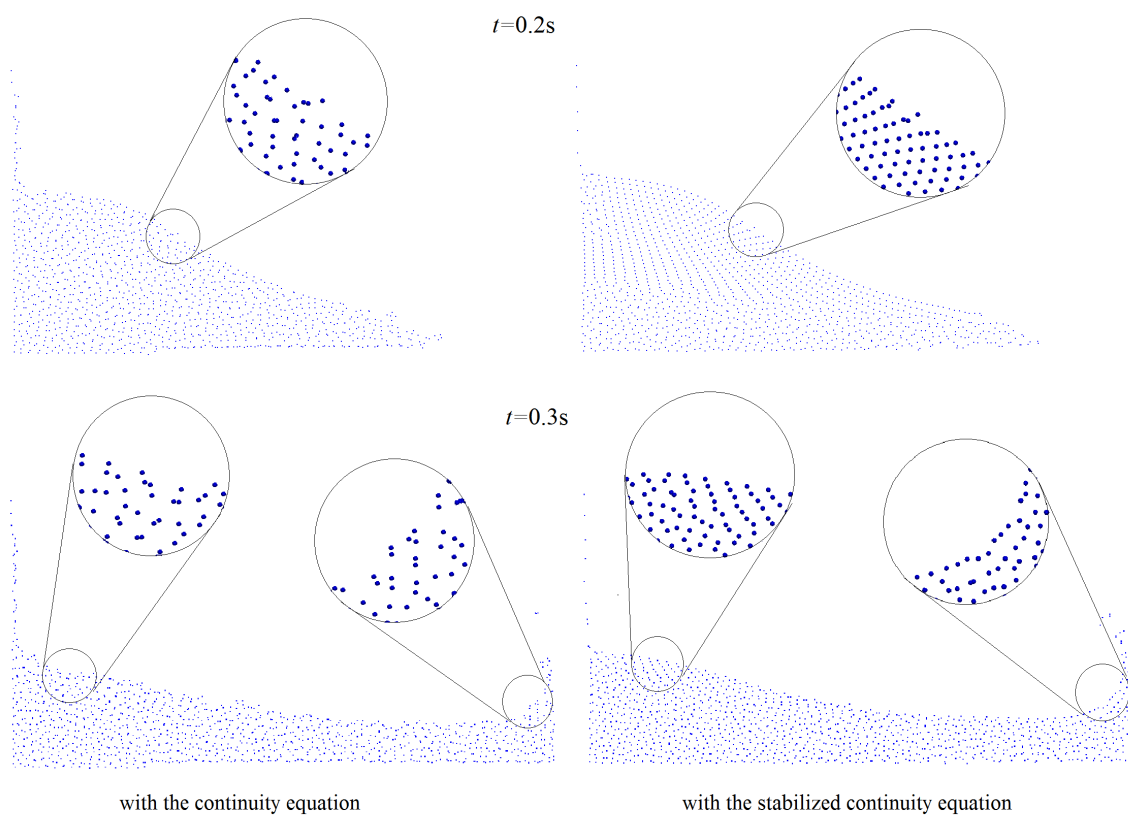 t=0.2s
t=0.3s
with the continuity equation
with the stabilized continuity equation